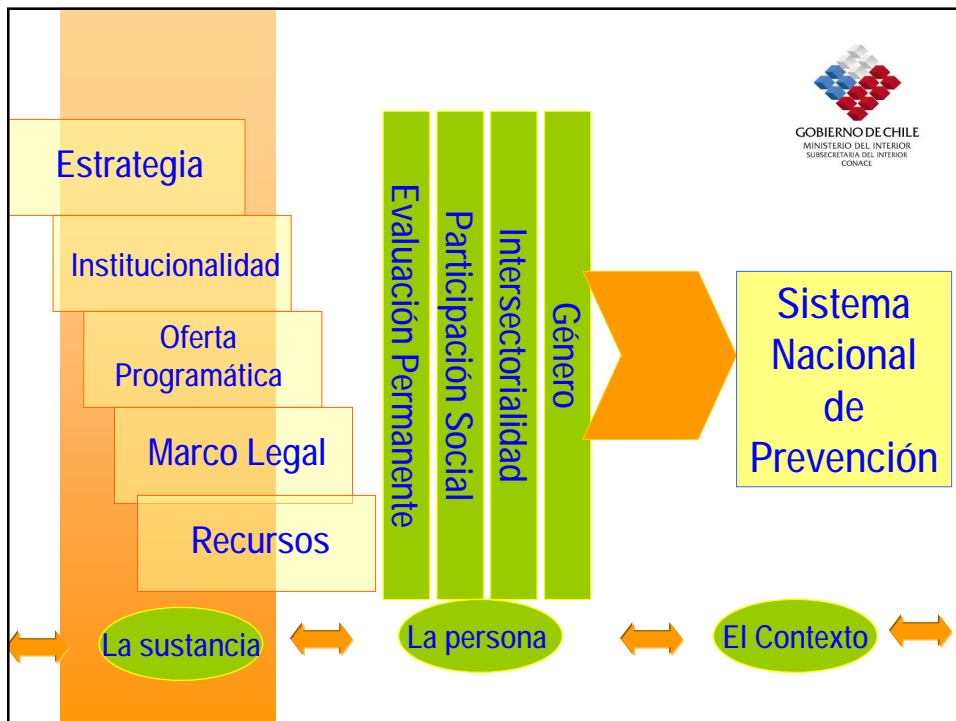 GOBIERNO DE CHILE
MINISTERIO DEL INTERIOR
SUBSECRETARIA DEL INTERIOR
CONACE
Estrategia
Institucionalidad
Oferta
Programática
Marco Legal
Recursos
Evaluación Permanente
Participación Social
Intersectorialidad
Género
Sistema
Nacional
de
Prevención
La sustancia
La persona
El Contexto